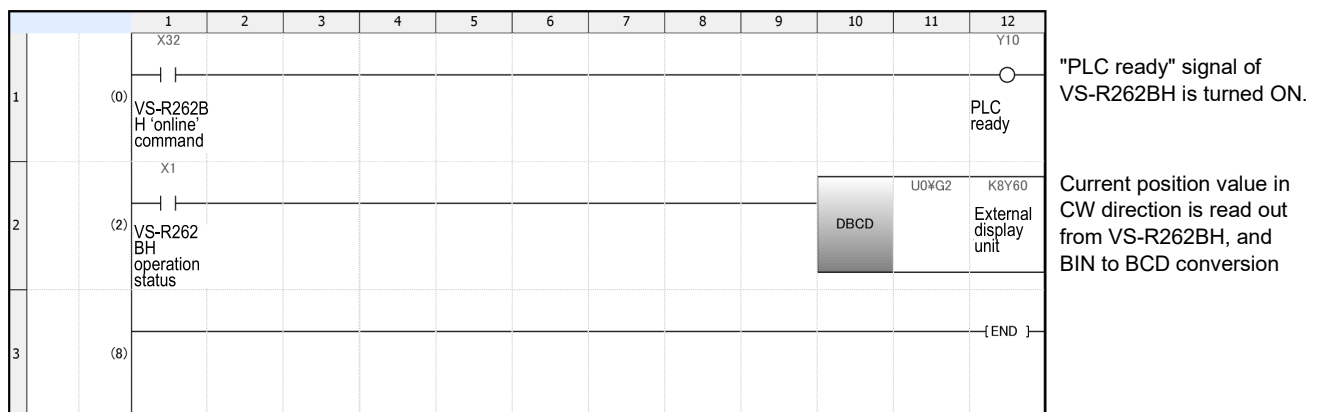 1 2 3 4 5 6 7 8 9 10 11 12
X32 Y10
1 (0)
VS-R262B
H ‘online’
command
PLC
ready
"PLC ready" signal of
VS-R262BH is turned ON.
X1 U0¥G2 K8Y60
2 (2)
VS-R262
BH
operation
status
DBCD
External
display
unit
Current position value in
CW direction is read out
from VS-R262BH, and
BIN to BCD conversion
3 (8)
[END ]